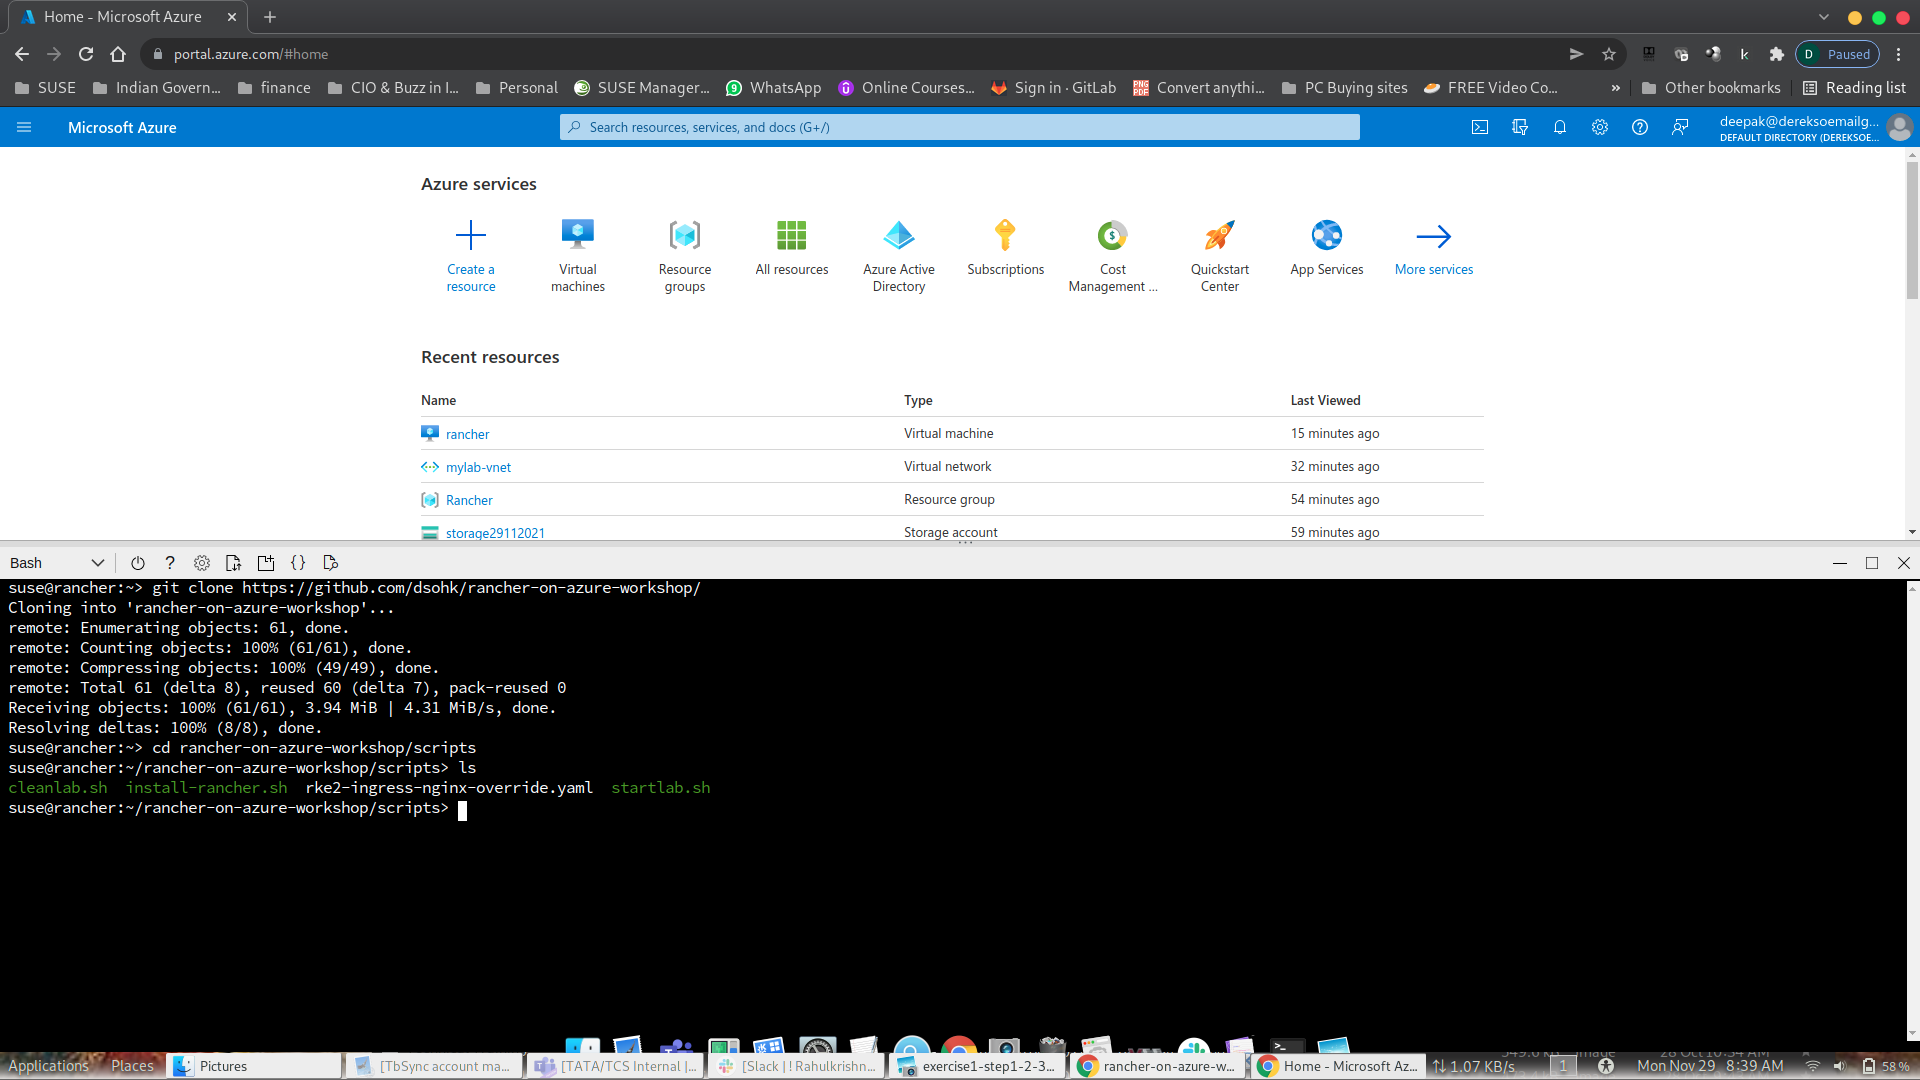 Home - Microsoft Azure
portal.azure.com/#home
Paused
SUSE
Indian Govern...
finance
CIO & Buzz in I...
Personal
SUSE Manager...
WhatsApp
Online Courses...
Sign in · GitLab
Convert anythi...
PC Buying sites
FREE Video Co...
»
Other bookmarks
Reading list
Microsoft Azure
Search resources, services, and docs (G+/)
deepak@dereksoemailg...
DEFAULT DIRECTORY (DEREKSOE...
Azure services
Create a resource
Virtual machines
Resource groups
All resources
Azure Active Directory
Subscriptions
Cost Management ...
Quickstart Center
App Services
More services
Recent resources
Name Type Last Viewed
rancher Virtual machine 15 minutes ago
mylab-vnet Virtual network 32 minutes ago
Rancher Resource group 54 minutes ago
storage29112021 Storage account 59 minutes ago
Bash
suse@rancher:~> git clone https://github.com/dsohk/rancher-on-azure-workshop/
Cloning into 'rancher-on-azure-workshop'...
remote: Enumerating objects: 61, done.
remote: Counting objects: 100% (61/61), done.
remote: Compressing objects: 100% (49/49), done.
remote: Total 61 (delta 8), reused 60 (delta 7), pack-reused 0
Receiving objects: 100% (61/61), 3.94 MiB | 4.31 MiB/s, done.
Resolving deltas: 100% (8/8), done.
suse@rancher:~> cd rancher-on-azure-workshop/scripts
suse@rancher:~/rancher-on-azure-workshop/scripts> ls
cleanlab.sh install-rancher.sh rke2-ingress-nginx-override.yaml startlab.sh
suse@rancher:~/rancher-on-azure-workshop/scripts>
Applications
Places
Pictures
[TbSync account ma...
[TATA/TCS Internal |...
[Slack | ! Rahulkrishn...
exercise1-step1-2-3...
rancher-on-azure-w...
Home - Microsoft Az...
1.07 KB/s
1
Mon Nov 29 8:39 AM
58 %